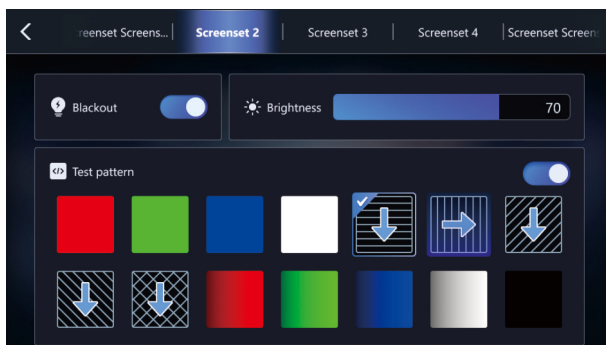 reenset Screens...
Screenset 2
Screenset 3
Screenset 4
Screenset Screen
Blackout
Brightness
70
Test pattern